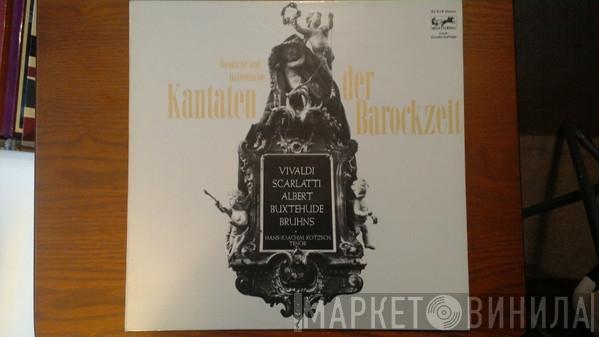 Deutsche und
Italienische
Kantaten
der
Barockzeit
VIVALDI
SCARLATTI
ALBERT
BUXTEHUDE
BRUHNS
HANS-JOACHIM ROTZSCH
TENOR
МАРКЕТ ВИНИЛА